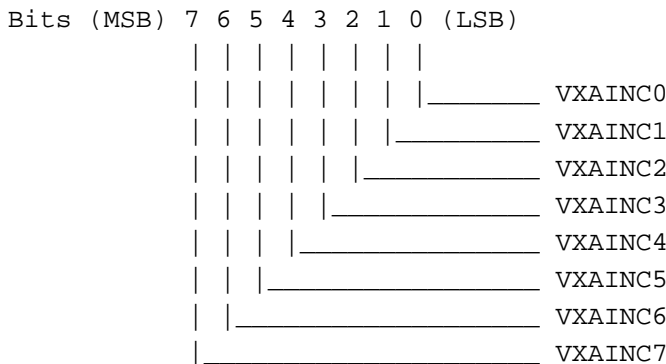 Bits (MSB) 7 6 5 4 3 2 1 0 (LSB)
VXAINC0
VXAINC1
VXAINC2
VXAINC3
VXAINC4
VXAINC5
VXAINC6
VXAINC7